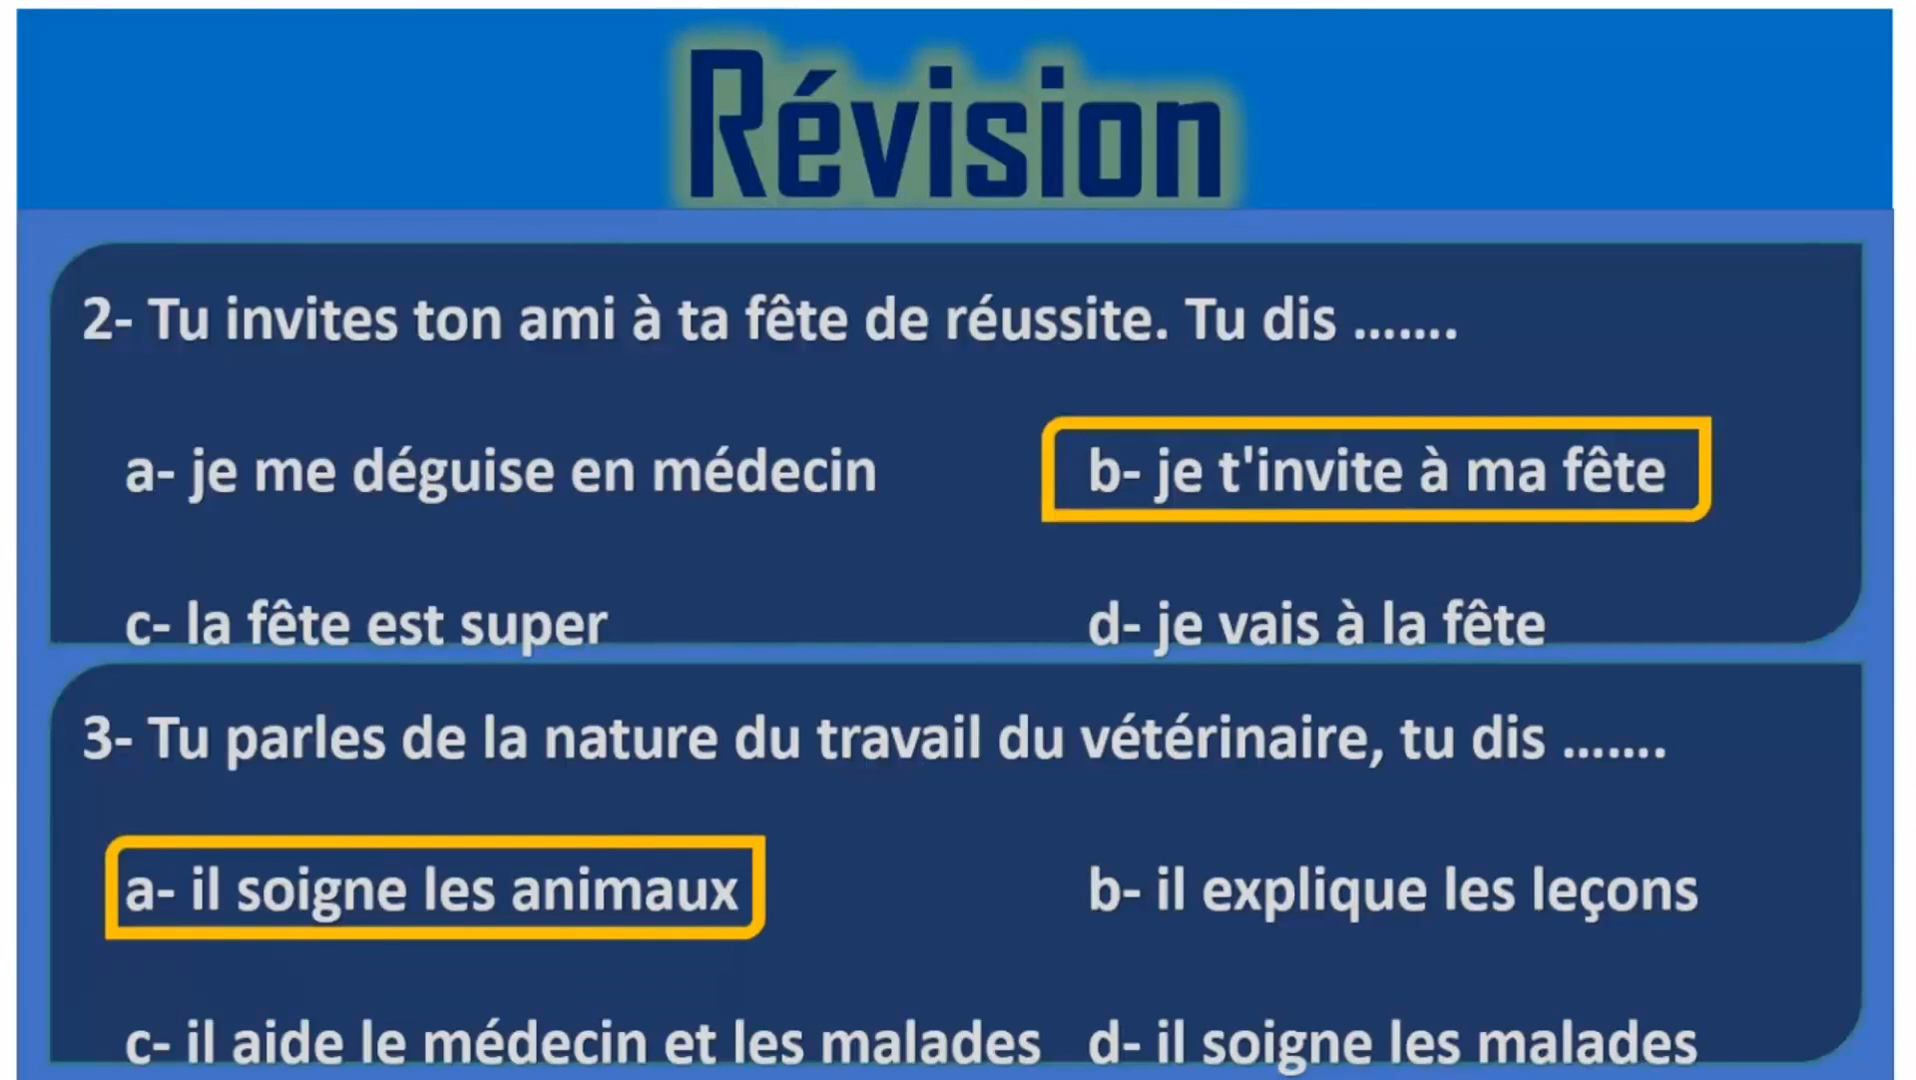 Révision
2- Tu invites ton ami à ta fête de réussite. Tu dis .......
a- je me déguise en médecin b- je t'invite à ma fête
c- la fête est super d- je vais à la fête
3- Tu parles de la nature du travail du vétérinaire, tu dis .......
a- il soigne les animaux b- il explique les leçons
c- il aide le médecin et les malades d- il soigne les malades